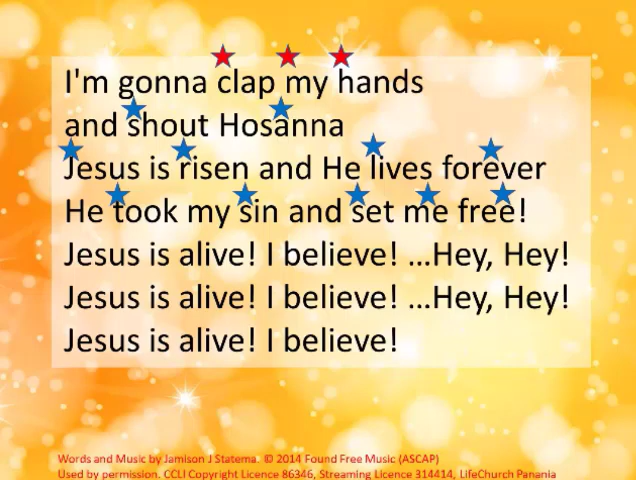 I'm gonna clap my hands
and shout Hosanna
Jesus is risen and He lives forever
He took my sin and set me free!
Jesus is alive! I believe! ...Hey, Hey!
Jesus is alive! I believe! ...Hey, Hey!
Jesus is alive! I believe!
Words and Music by Jamison J Statema. © 2014 Found Free Music (ASCAP)
Used by permission. CCLI Copyright Licence 86346, Streaming Licence 314414, LifeChurch Panania